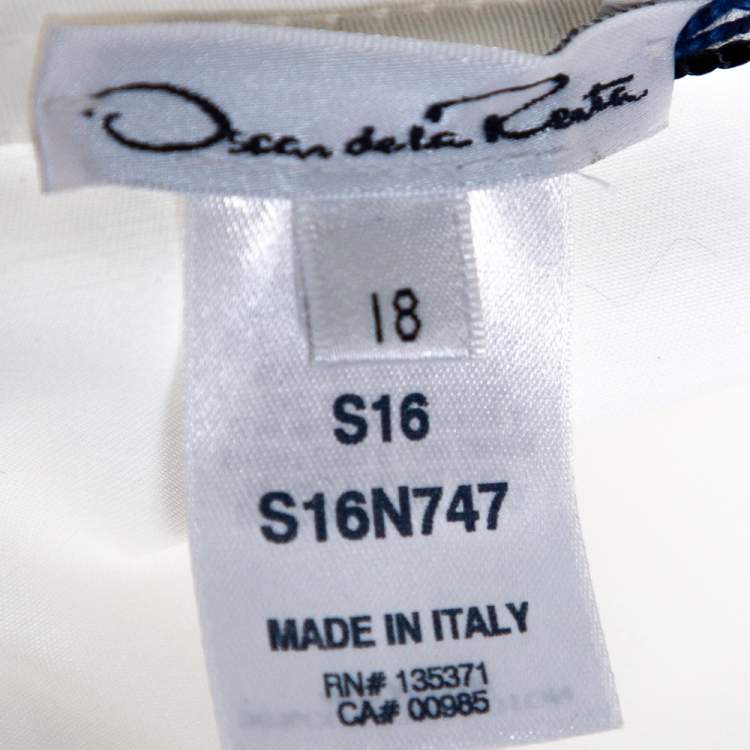 Oscar de la Renta
18
S16
S16N747
MADE IN ITALY
RN# 135371
CA# 00985